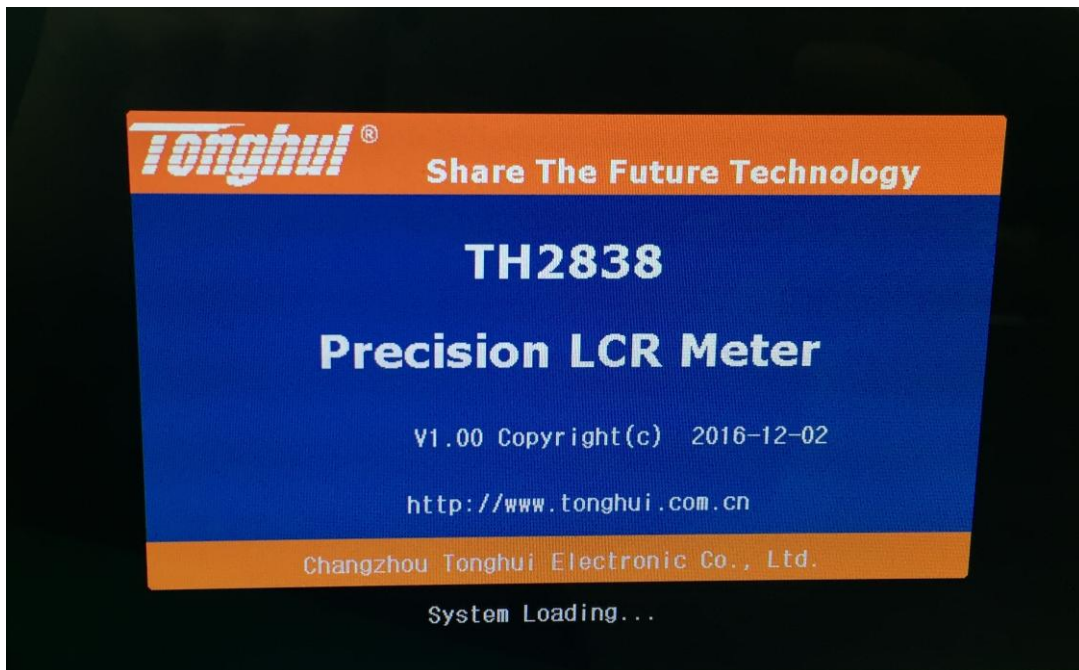 Tonghui®
Share The Future Technology
TH2838
Precision LCR Meter
V1.00 Copyright(c) 2016-12-02
http://www.tonghui.com.cn
Changzhou Tonghui Electronic Co., Ltd.
System Loading...